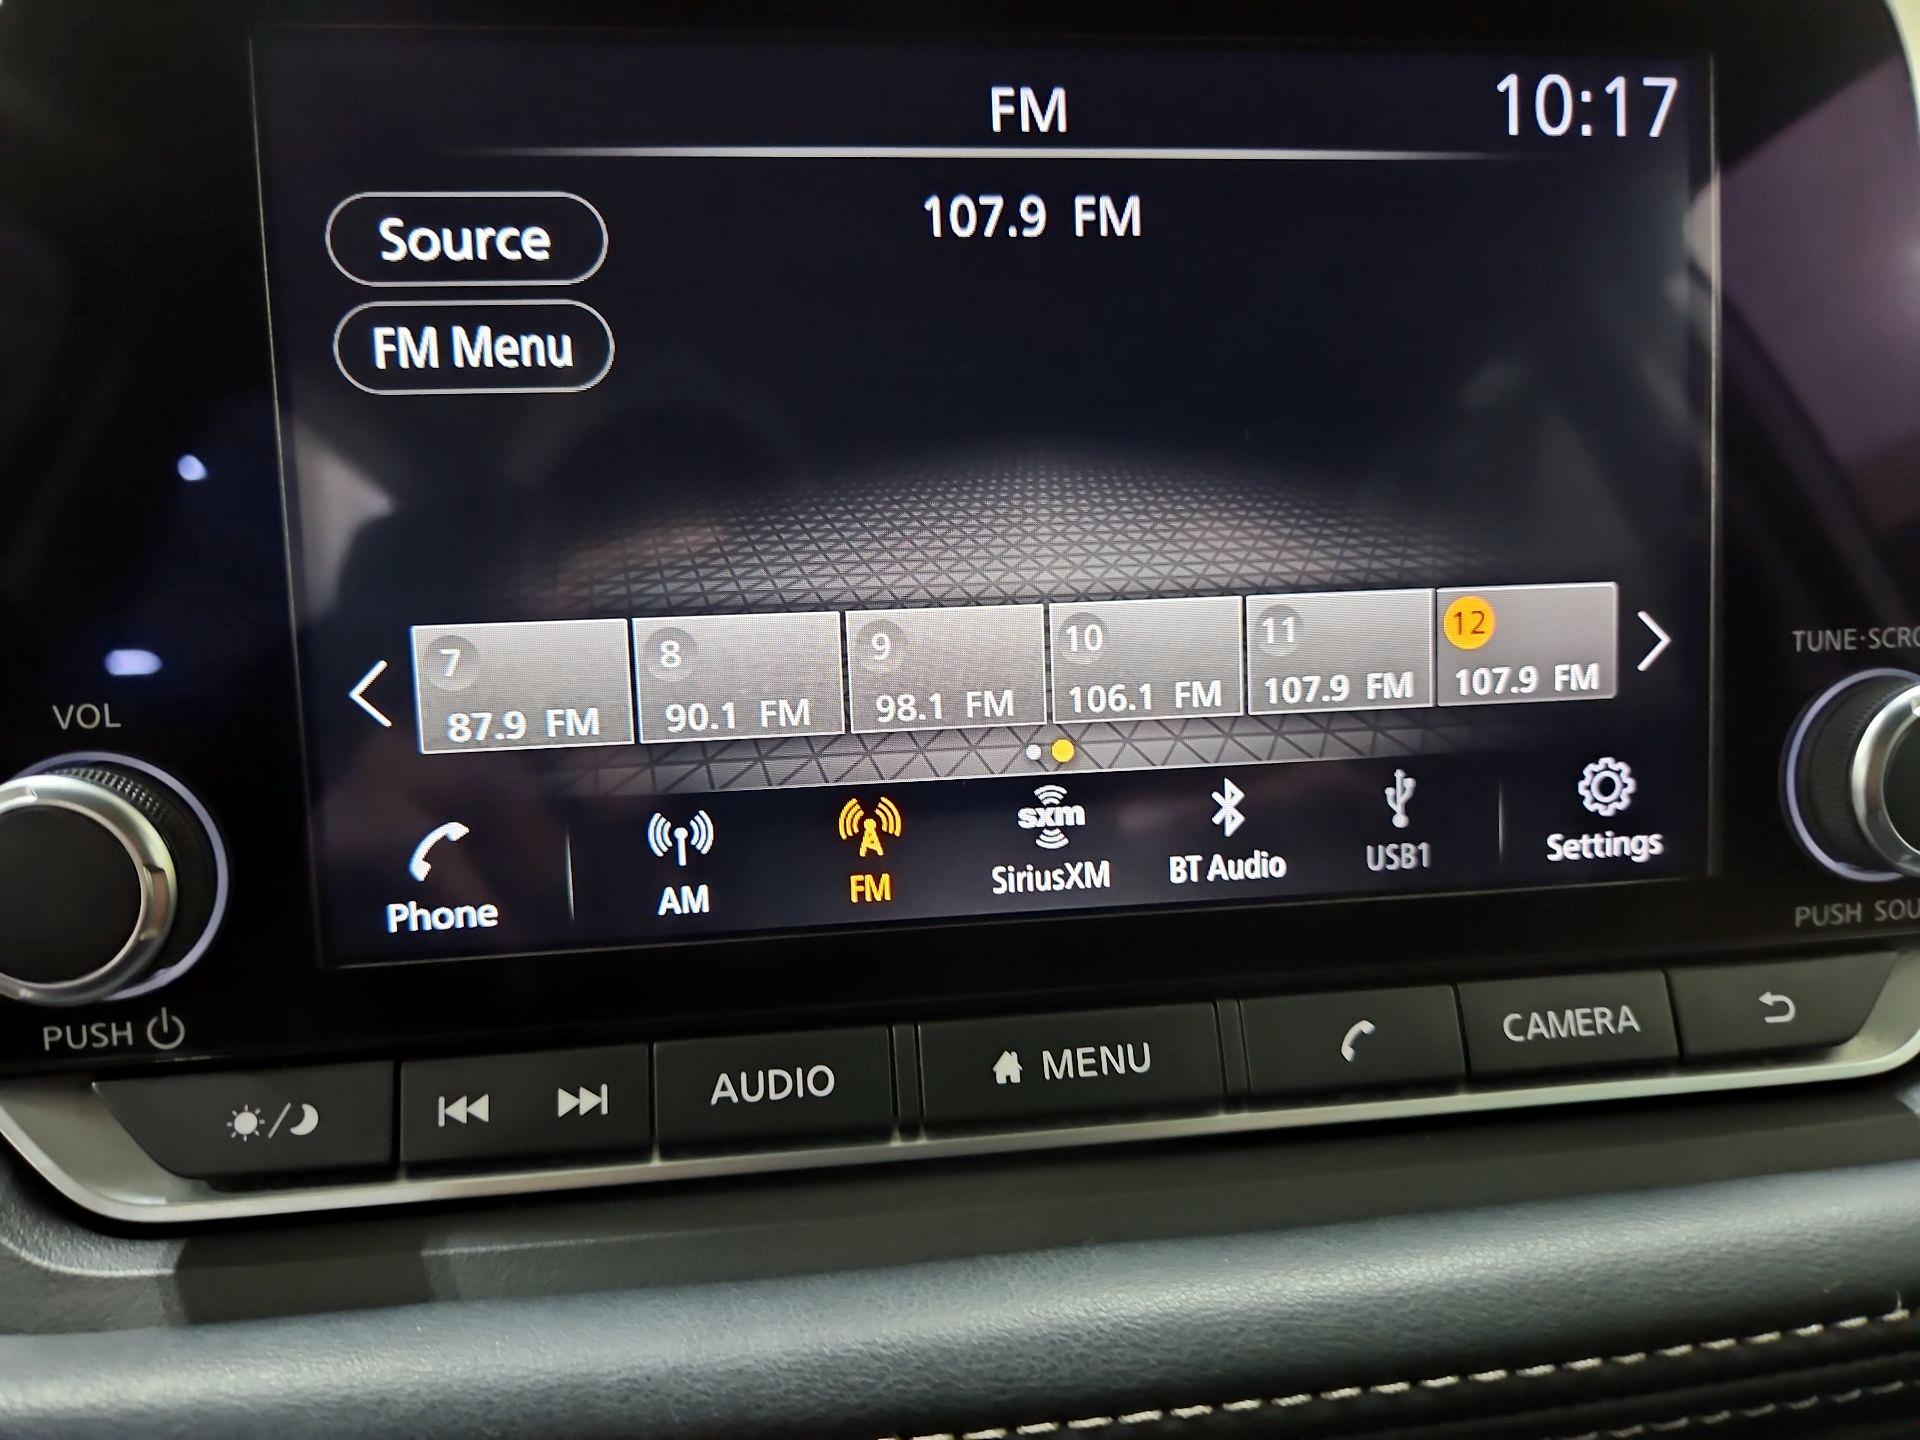 FM
10:17
107.9 FM
Source
FM Menu
7
87.9 FM
8
90.1 FM
9
98.1 FM
10
106.1 FM
11
107.9 FM
12
107.9 FM
Phone
AM
FM
sxm
SiriusXM
BT Audio
USB1
Settings
VOL
PUSH
TUNE·SCRO
PUSH SOU
AUDIO
MENU
CAMERA